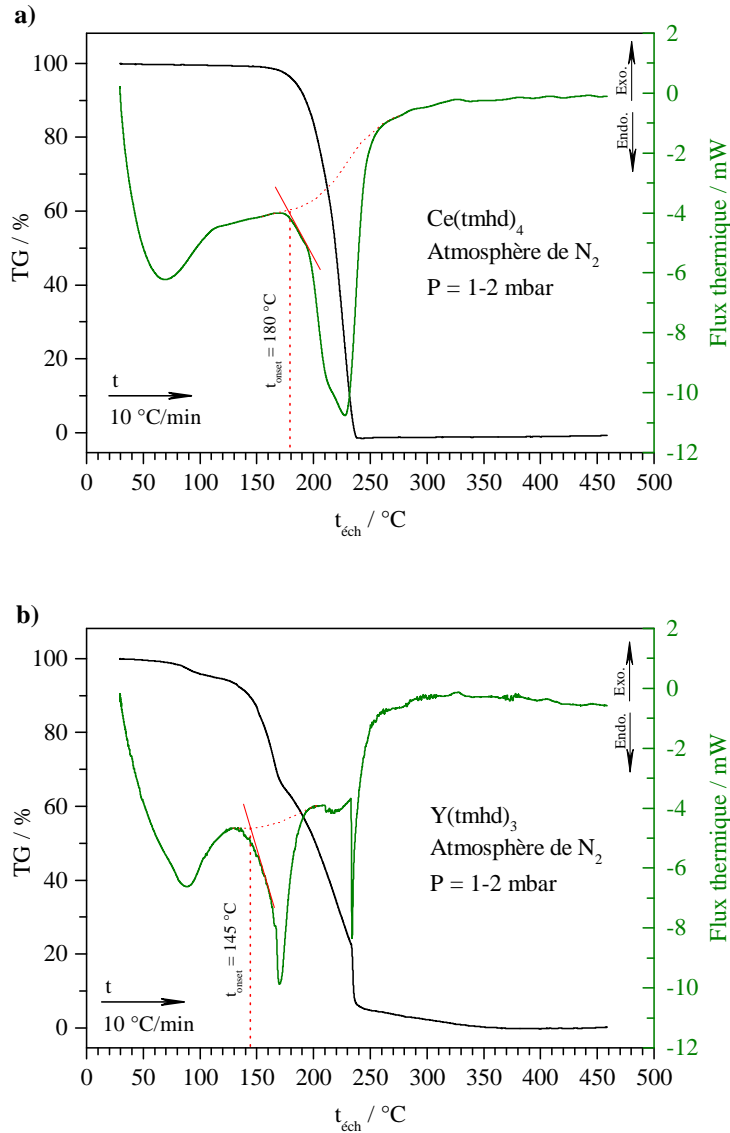 a)
100
80
60
40
20
0
TG / %
2
0
-2
-4
-6
-8
-10
-12
Flux thermique / mW
Exo.
Endo.
Ce(tmhd)₄
Atmosphère de N₂
P = 1-2 mbar
t_onset = 180 °C
t
10 °C/min
0 50 100 150 200 250 300 350 400 450 500
t_éch / °C
b)
100
80
60
40
20
0
TG / %
2
0
-2
-4
-6
-8
-10
-12
Flux thermique / mW
Exo.
Endo.
Y(tmhd)₃
Atmosphère de N₂
P = 1-2 mbar
t_onset = 145 °C
t
10 °C/min
0 50 100 150 200 250 300 350 400 450 500
t_éch / °C